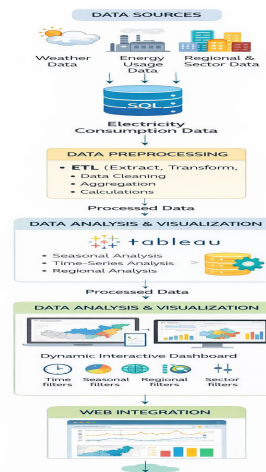 DATA SOURCES
Weather Data
Energy Usage Data
Regional & Sector Data
SQL
Electricity
Consumption Data
DATA PREPROCESSING
• ETL (Extract, Transform,
• Data Cleaning
• Aggregation
• Calculations
Processed Data
DATA ANALYSIS & VISUALIZATION
+ableau
• Seasonal Analysis
• Time-Series Analysis
• Regional Analysis
Processed Data
DATA ANALYSIS & VISUALIZATION
Dynamic Interactive Dashboard
Time filters
Seasonal filters
Regional filters
Sector filters
WEB INTEGRATION